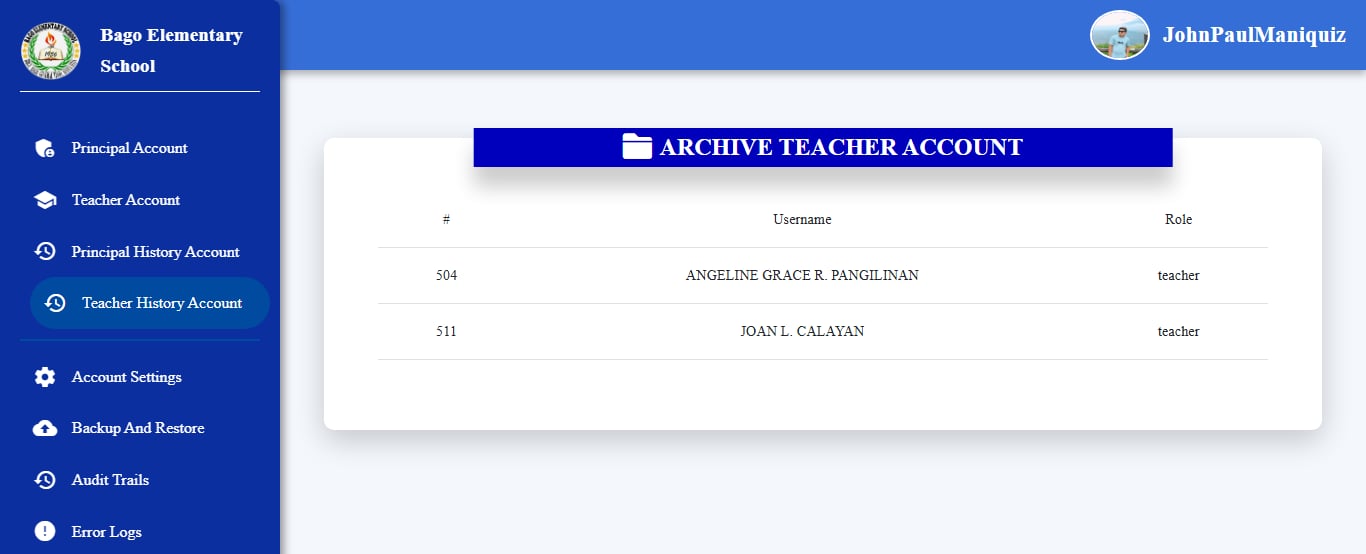 Bago Elementary
School
JohnPaulManiquiz
Principal Account
Teacher Account
Principal History Account
Teacher History Account
Account Settings
Backup And Restore
Audit Trails
Error Logs
ARCHIVE TEACHER ACCOUNT
# Username Role
504 ANGELINE GRACE R. PANGILINAN teacher
511 JOAN L. CALAYAN teacher